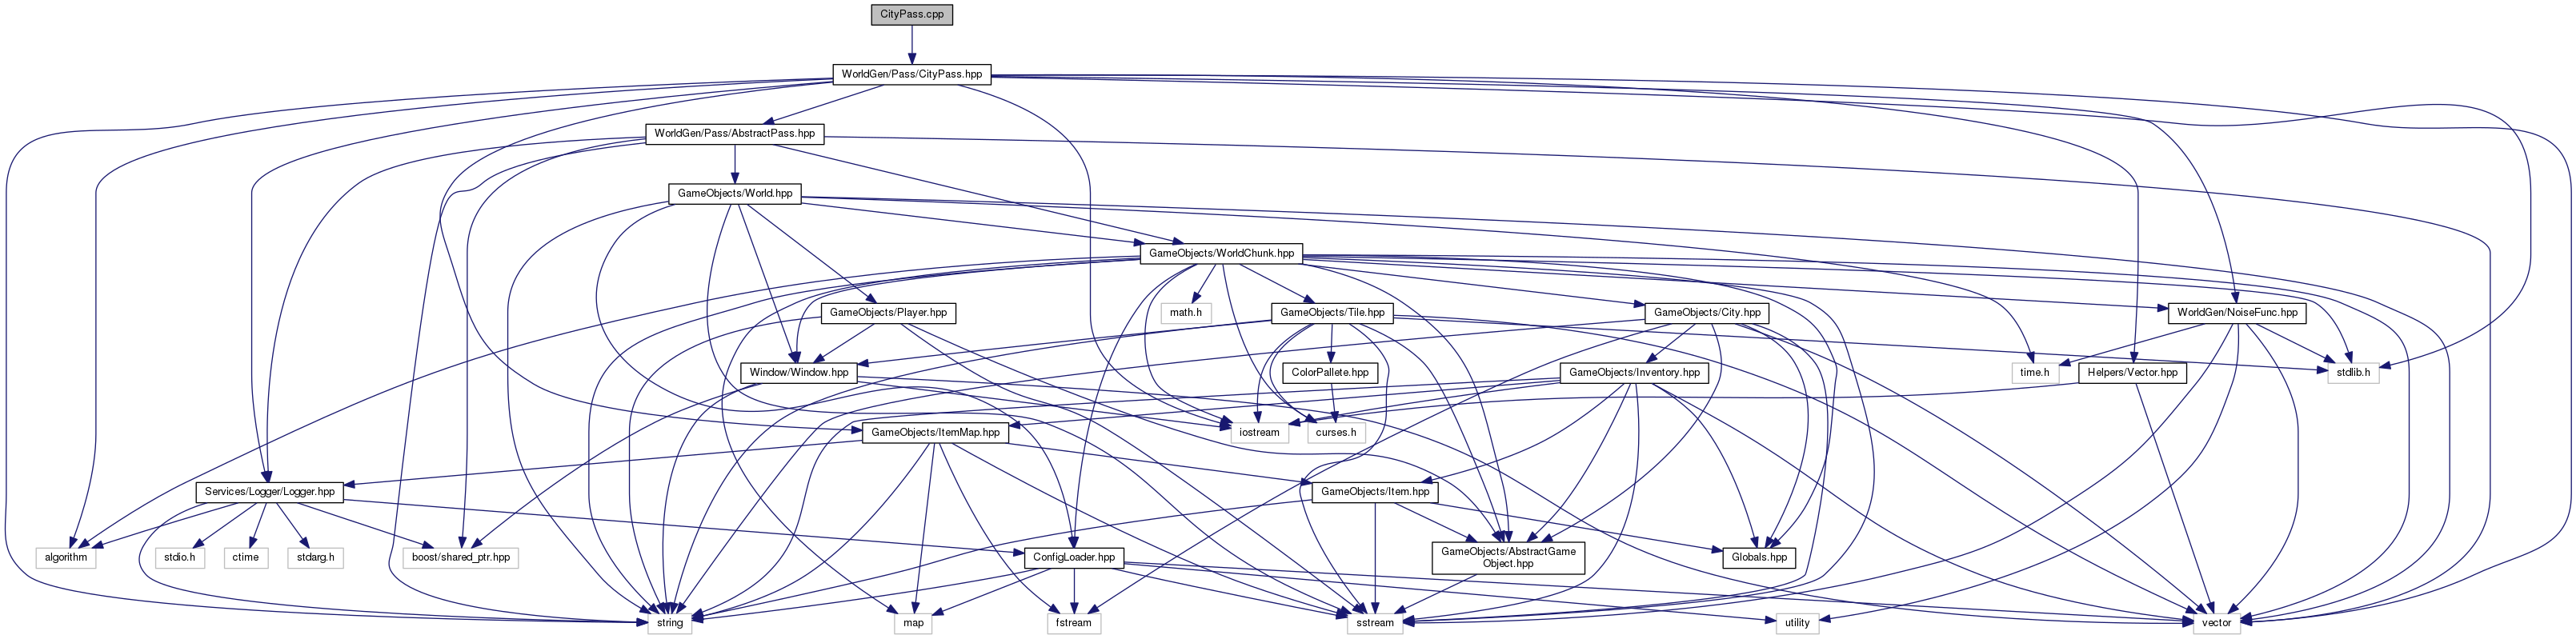 CityPass.cpp
WorldGen/Pass/CityPass.hpp
WorldGen/Pass/AbstractPass.hpp
GameObjects/World.hpp
GameObjects/WorldChunk.hpp
GameObjects/Player.hpp
math.h
GameObjects/Tile.hpp
GameObjects/City.hpp
WorldGen/NoiseFunc.hpp
Window/Window.hpp
ColorPallete.hpp
GameObjects/Inventory.hpp
time.h
Helpers/Vector.hpp
stdlib.h
GameObjects/ItemMap.hpp
iostream
curses.h
Services/Logger/Logger.hpp
GameObjects/Item.hpp
algorithm
stdio.h
ctime
stdarg.h
boost/shared_ptr.hpp
ConfigLoader.hpp
GameObjects/AbstractGame
Object.hpp
Globals.hpp
string
map
fstream
sstream
utility
vector